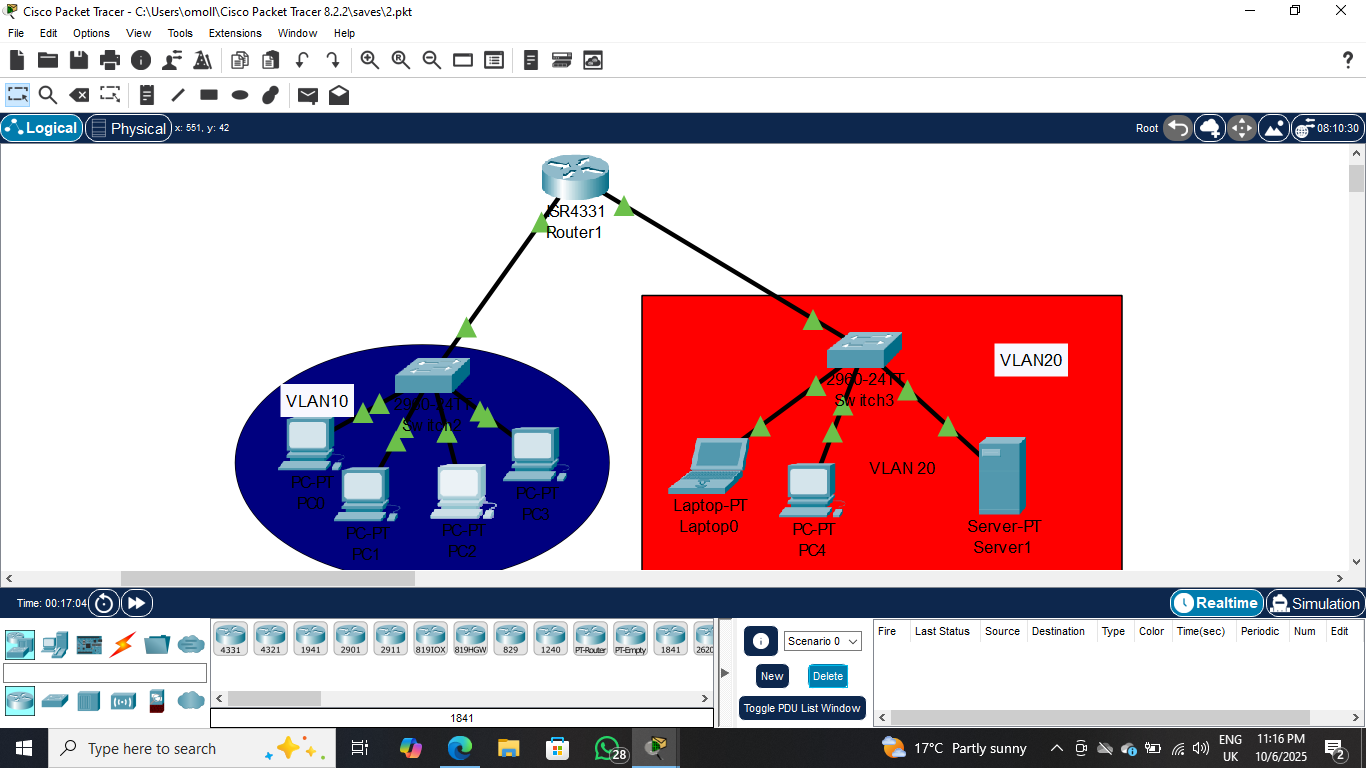 Cisco Packet Tracer - C:\Users\omoll\Cisco Packet Tracer 8.2.2\saves\2.pkt
File Edit Options View Tools Extensions Window Help
?
Logical Physical x: 551, y: 42 Root 08:10:30
ISR4331
Router1
VLAN10
2960-24TT
Switch2
PC-PT
PC0
PC-PT
PC1
PC-PT
PC2
PC-PT
PC3
VLAN20
2960-24TT
Switch3
VLAN 20
Laptop-PT
Laptop0
PC-PT
PC4
Server-PT
Server1
Time: 00:17:04 Realtime Simulation
4331 4321 1941 2901 2911 819IOX 819HGW 829 1240 PT-Router PT-Empty 1841 2620
1841
Scenario 0
New Delete
Toggle PDU List Window
Fire Last Status Source Destination Type Color Time(sec) Periodic Num Edit
Type here to search
28
17°C Partly sunny
ENG
UK
11:16 PM
10/6/2025
2